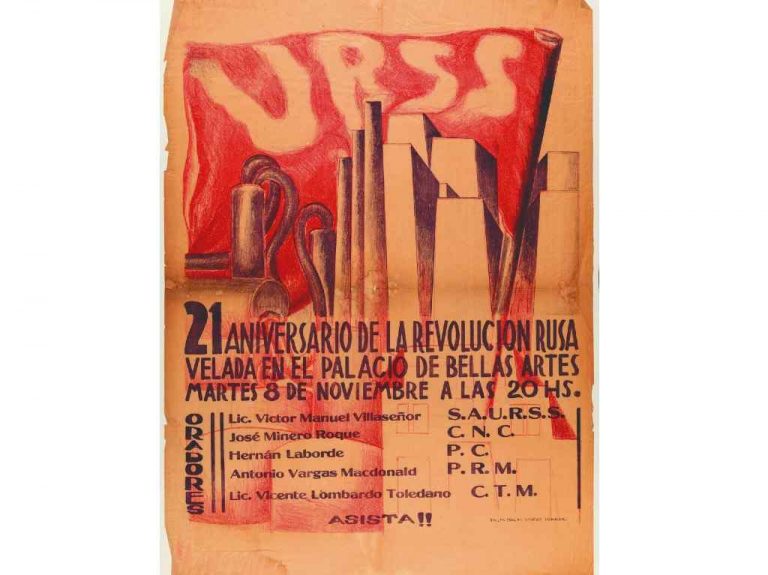 URSS
21 ANIVERSARIO DE LA REVOLUCION RUSA
VELADA EN EL PALACIO DE BELLAS ARTES
MARTES 8 DE NOVIEMBRE A LAS 20 HS.
ORADORES
Lic. Victor Manuel Villaseñor S.A.U.R.S.S.
José Minero Roque C. N. C.
Hernán Laborde P. C.
Antonio Vargas Macdonald P. R. M.
Lic. Vicente Lombardo Toledano C. T. M.
ASISTA!!